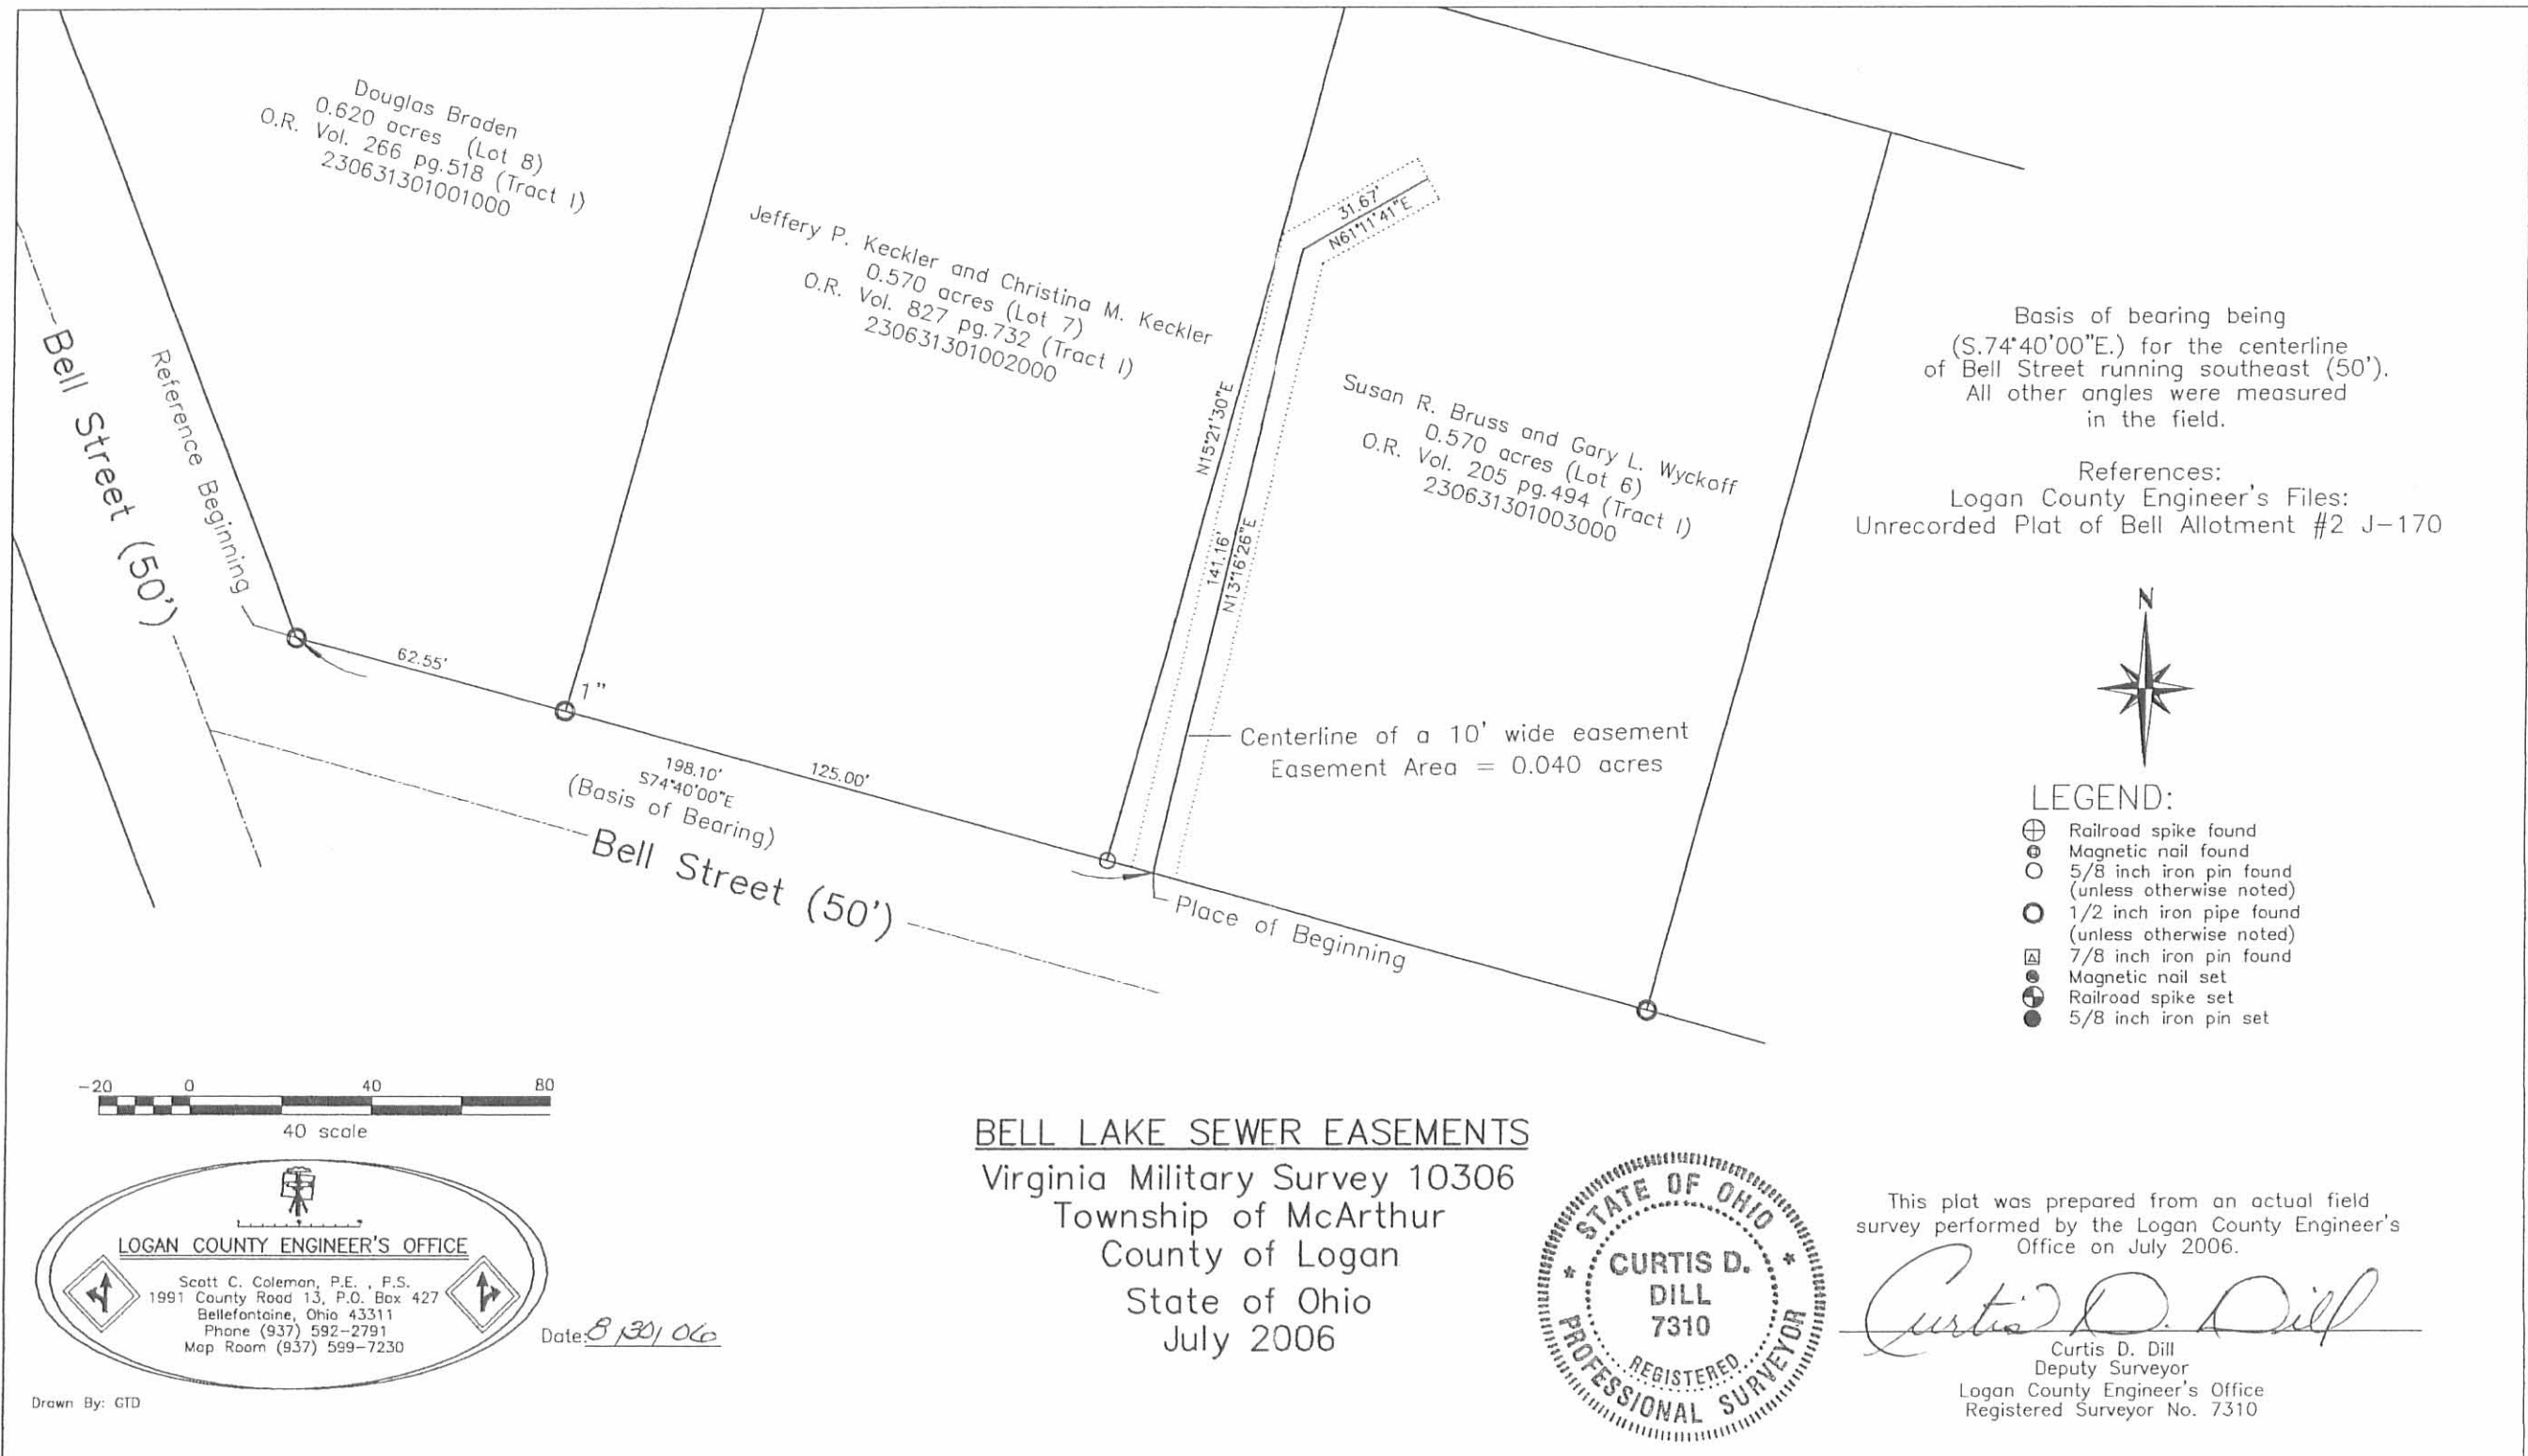 Douglas Braden
0.620 acres (Lot 8)
O.R. Vol. 266 pg.518 (Tract I)
230631301001000
Jeffery P. Keckler and Christina M. Keckler
0.570 acres (Lot 7)
O.R. Vol. 827 pg.732 (Tract I)
230631301002000
Susan R. Bruss and Gary L. Wyckoff
0.570 acres (Lot 6)
O.R. Vol. 205 pg.494 (Tract I)
230631301003000
31.67'
N61°11'41"E
N15°21'30"E
141.16'
N13°16'26"E
Bell Street (50')
Reference Beginning
62.55'
1"
198.10'
S74°40'00"E
(Basis of Bearing)
125.00'
Bell Street (50')
Place of Beginning
Centerline of a 10' wide easement
Easement Area = 0.040 acres
Basis of bearing being
(S.74°40'00"E.) for the centerline
of Bell Street running southeast (50').
All other angles were measured
in the field.
References:
Logan County Engineer's Files:
Unrecorded Plat of Bell Allotment #2 J-170
N
LEGEND:
Railroad spike found
Magnetic nail found
5/8 inch iron pin found
(unless otherwise noted)
1/2 inch iron pipe found
(unless otherwise noted)
7/8 inch iron pin found
Magnetic nail set
Railroad spike set
5/8 inch iron pin set
-20 0 40 80
40 scale
LOGAN COUNTY ENGINEER'S OFFICE
Scott C. Coleman, P.E. , P.S.
1991 County Road 13, P.O. Box 427
Bellefontaine, Ohio 43311
Phone (937) 592-2791
Map Room (937) 599-7230
Date: 8/30/06
Drawn By: GTD
BELL LAKE SEWER EASEMENTS
Virginia Military Survey 10306
Township of McArthur
County of Logan
State of Ohio
July 2006
STATE OF OHIO
CURTIS D.
DILL
7310
REGISTERED
PROFESSIONAL SURVEYOR
This plat was prepared from an actual field
survey performed by the Logan County Engineer's
Office on July 2006.
Curtis D. Dill
Curtis D. Dill
Deputy Surveyor
Logan County Engineer's Office
Registered Surveyor No. 7310